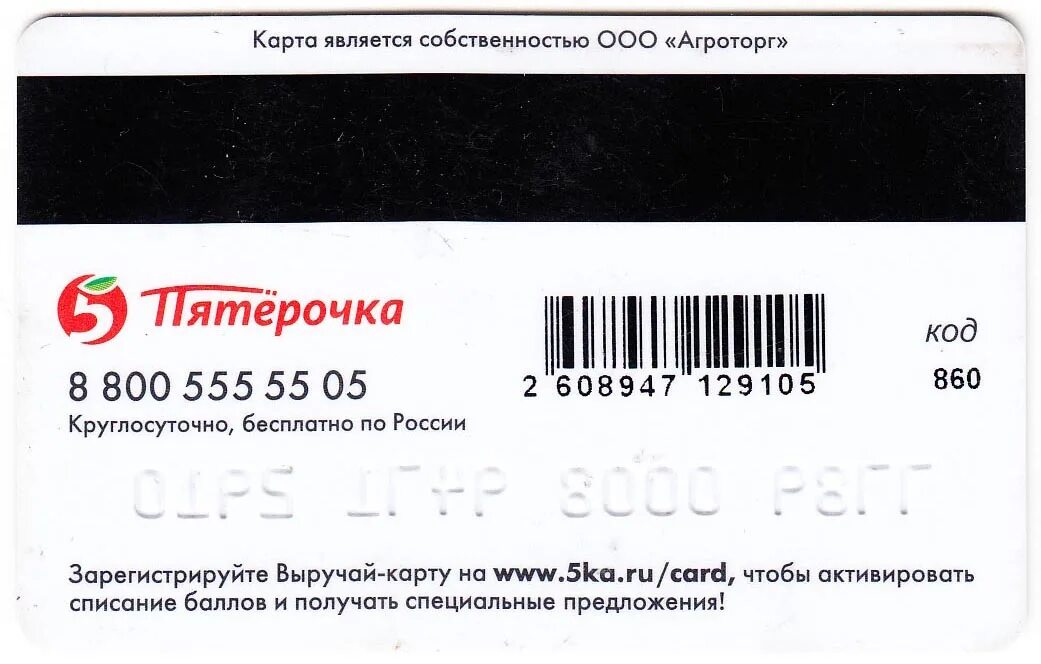 Карта является собственностью ООО «Агроторг»
5 Пятёрочка
8 800 555 55 05
Круглосуточно, бесплатно по России
2 608947 129105
код
860
Зарегистрируйте Выручай-карту на www.5ka.ru/card, чтобы активировать
списание баллов и получать специальные предложения!